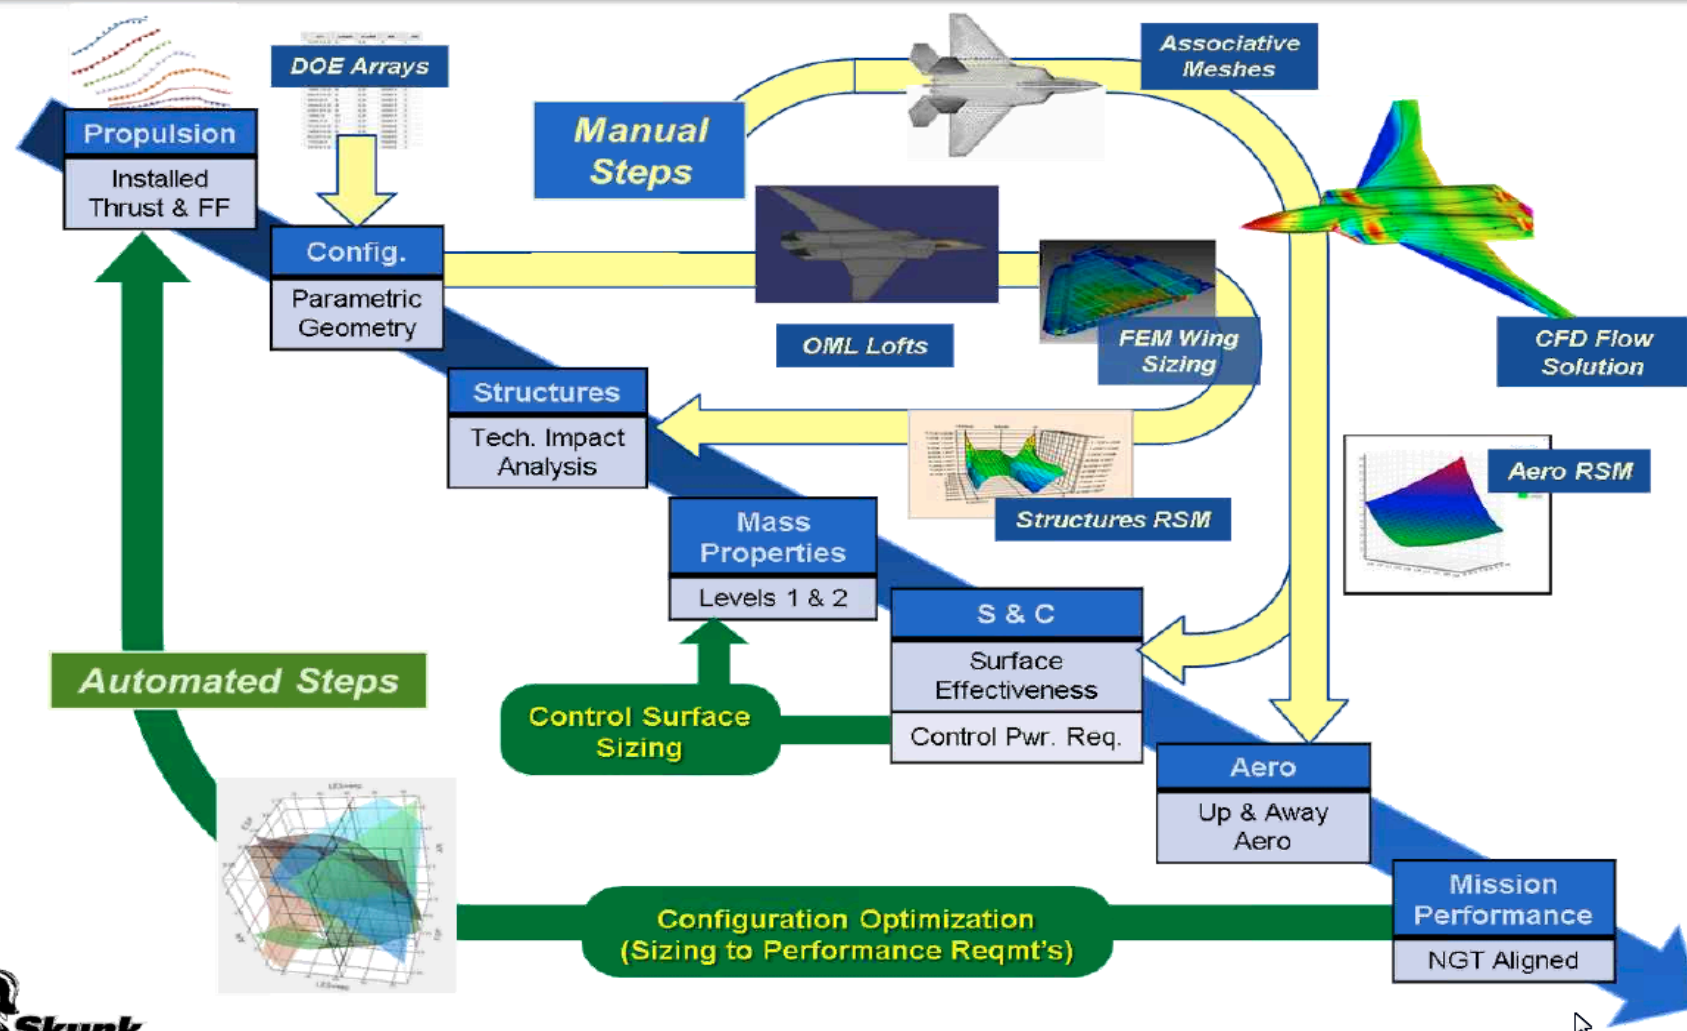 DOE Arrays
Associative
Meshes
Propulsion
Installed
Thrust & FF
Manual
Steps
Config.
Parametric
Geometry
OML Lofts
FEM Wing
Sizing
CFD Flow
Solution
Structures
Tech. Impact
Analysis
Structures RSM
Aero RSM
Mass
Properties
Levels 1 & 2
S & C
Surface
Effectiveness
Control Pwr. Req.
Automated Steps
Control Surface
Sizing
Aero
Up & Away
Aero
Mission
Performance
NGT Aligned
Configuration Optimization
(Sizing to Performance Reqmt's)
Skunk